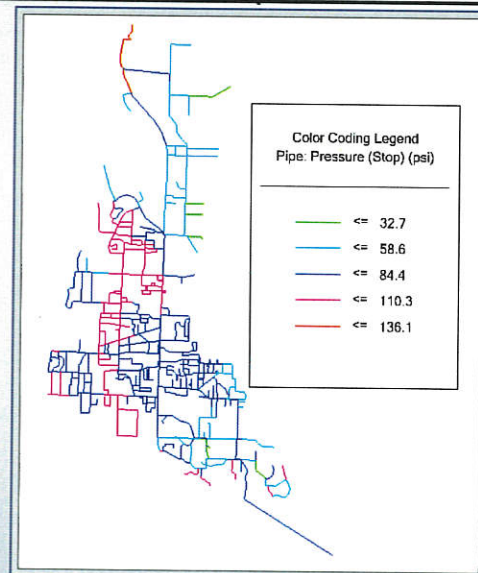 Color Coding Legend
Pipe: Pressure (Stop) (psi)
<= 32.7
<= 58.6
<= 84.4
<= 110.3
<= 136.1